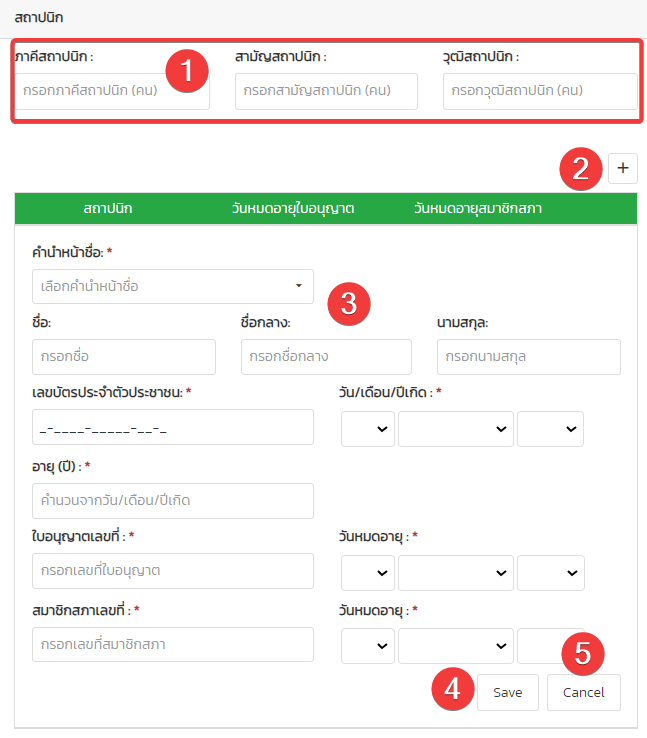 สถาปนิก
ภาคีสถาปนิก : 1 สามัญสถาปนิก : วุฒิสถาปนิก :
กรอกภาคีสถาปนิก (คน) กรอกสามัญสถาปนิก (คน) กรอกวุฒิสถาปนิก (คน)
2 +
สถาปนิก วันหมดอายุใบอนุญาต วันหมดอายุสมาชิกสภา
คำนำหน้าชื่อ: *
เลือกคำนำหน้าชื่อ 3
ชื่อ: ชื่อกลาง: นามสกุล:
กรอกชื่อ กรอกชื่อกลาง กรอกนามสกุล
เลขบัตรประจำตัวประชาชน: * วัน/เดือน/ปีเกิด : *
_-____-_____-__-_
อายุ (ปี) : *
คำนวนจากวัน/เดือน/ปีเกิด
ใบอนุญาตเลขที่ : * วันหมดอายุ : *
กรอกเลขที่ใบอนุญาต
สมาชิกสภาเลขที่ : * วันหมดอายุ : *
กรอกเลขที่สมาชิกสภา 5
4 Save Cancel